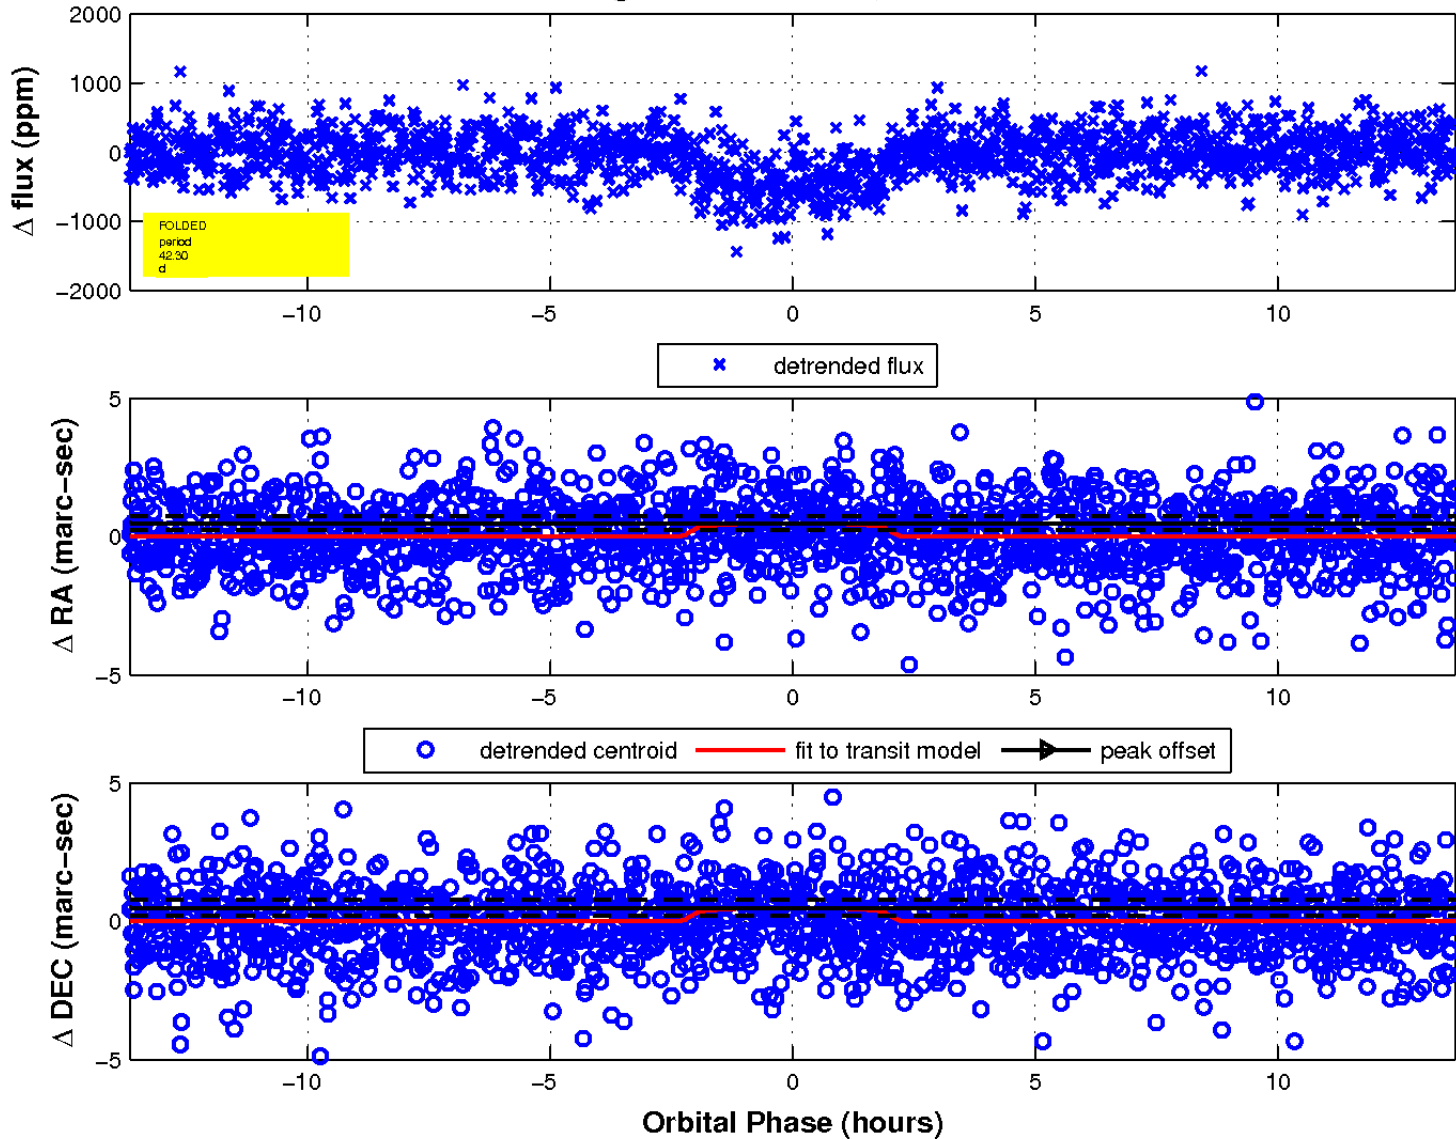 2000
1000
0
−1000
−2000
Δ flux (ppm)
FOLDED
period
42.30
d
−10 −5 0 5 10
detrended flux
5
0
−5
Δ RA (marc−sec)
−10 −5 0 5 10
detrended centroid fit to transit model peak offset
5
0
−5
Δ DEC (marc−sec)
−10 −5 0 5 10
Orbital Phase (hours)